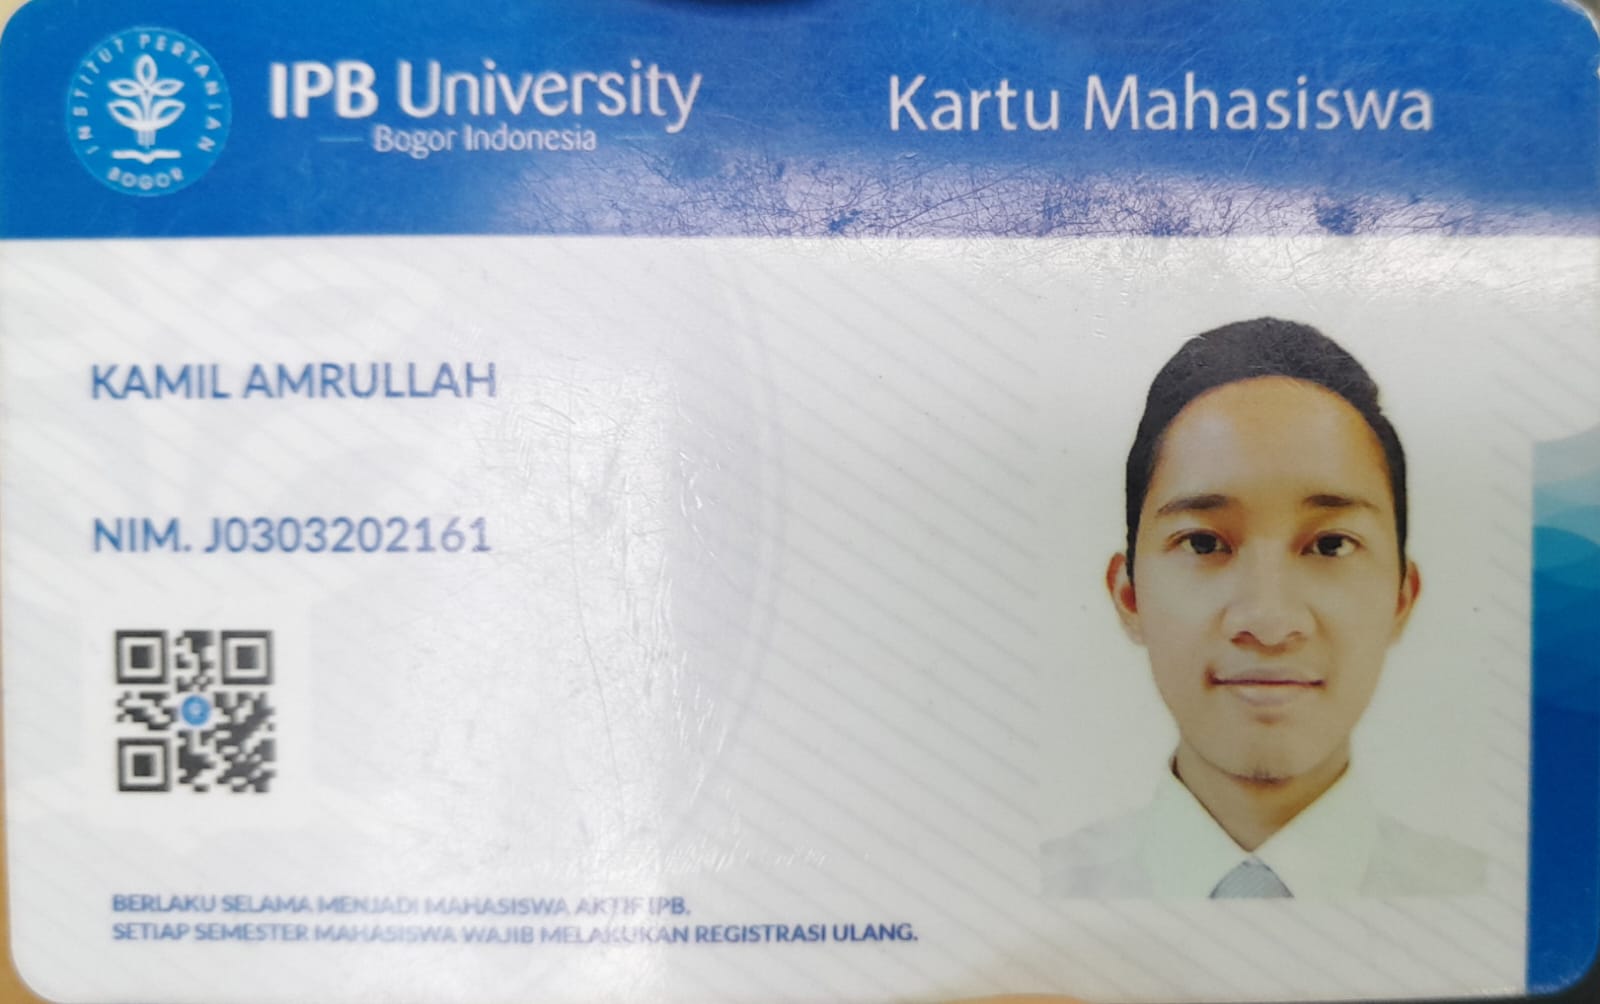 INSTITUT PERTANIAN
BOGOR
IPB University
Bogor Indonesia
Kartu Mahasiswa
KAMIL AMRULLAH
NIM. J0303202161
BERLAKU SELAMA MENJADI MAHASISWA AKTIF IPB.
SETIAP SEMESTER MAHASISWA WAJIB MELAKUKAN REGISTRASI ULANG.